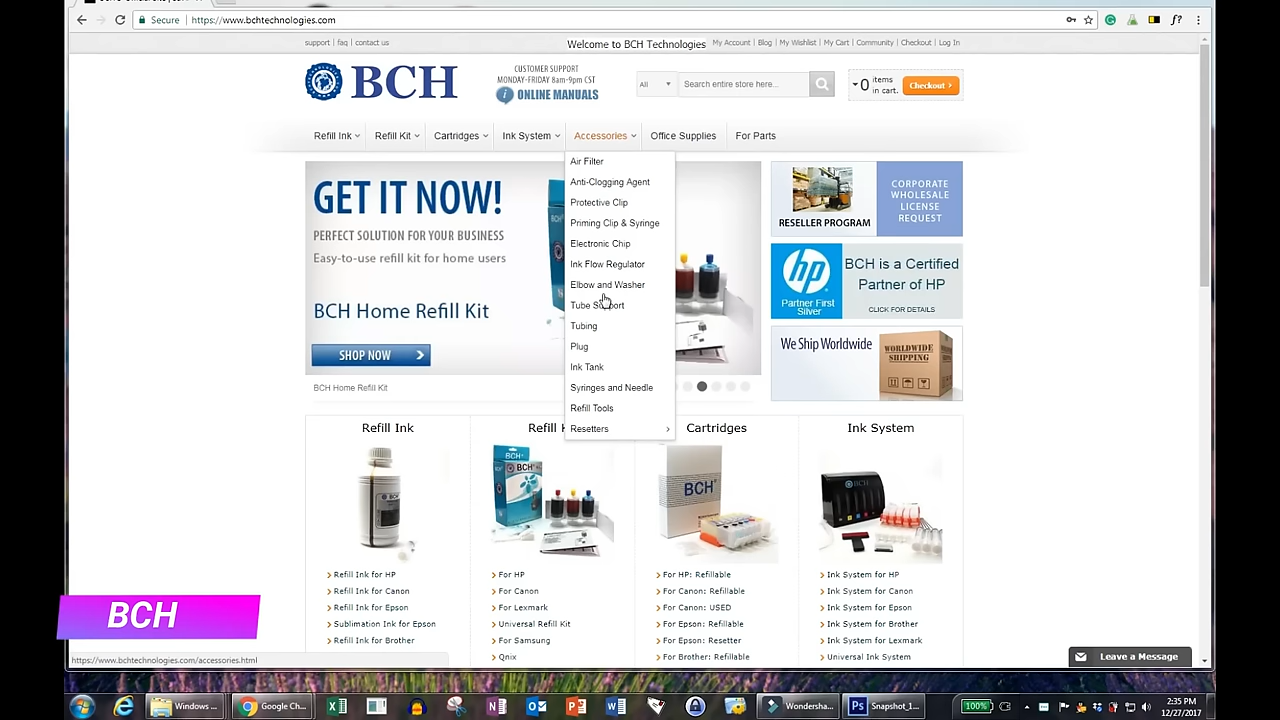 Secure https://www.bchtechnologies.com
support faq contact us
Welcome to BCH Technologies
My Account Blog My Wishlist My Cart Community Checkout Log In
BCH
CUSTOMER SUPPORT
MONDAY-FRIDAY 8am-9pm CST
ONLINE MANUALS
All
Search entire store here...
0 items in cart.
Checkout
Refill Ink Refill Kit Cartridges Ink System Accessories Office Supplies For Parts
Air Filter
Anti-Clogging Agent
Protective Clip
Priming Clip & Syringe
Electronic Chip
Ink Flow Regulator
Elbow and Washer
Tube Support
Tubing
Plug
Ink Tank
Syringes and Needle
Refill Tools
Resetters
GET IT NOW!
PERFECT SOLUTION FOR YOUR BUSINESS
Easy-to-use refill kit for home users
BCH Home Refill Kit
SHOP NOW
BCH Home Refill Kit
RESELLER PROGRAM
CORPORATE
WHOLESALE
LICENSE
REQUEST
hp
Partner First
Silver
BCH is a Certified
Partner of HP
CLICK FOR DETAILS
We Ship Worldwide
WORLDWIDE
SHIPPING
Refill Ink
Refill K
Cartridges
Ink System
BCH
BCH
BCH
Refill Ink for HP
Refill Ink for Canon
Refill Ink for Epson
Sublimation Ink for Epson
Refill Ink for Brother
For HP
For Canon
For Lexmark
Universal Refill Kit
For Samsung
Qnix
For HP: Refillable
For Canon: Refillable
For Canon: USED
For Epson: Refillable
For Epson: Resetter
For Brother: Refillable
Ink System for HP
Ink System for Canon
Ink System for Epson
Ink System for Brother
Ink System for Lexmark
Universal Ink System
BCH
Leave a Message
https://www.bchtechnologies.com/accessories.html
Windows ...
Google Ch...
Wondersha...
Snapshot_1...
100%
2:35 PM
12/27/2017